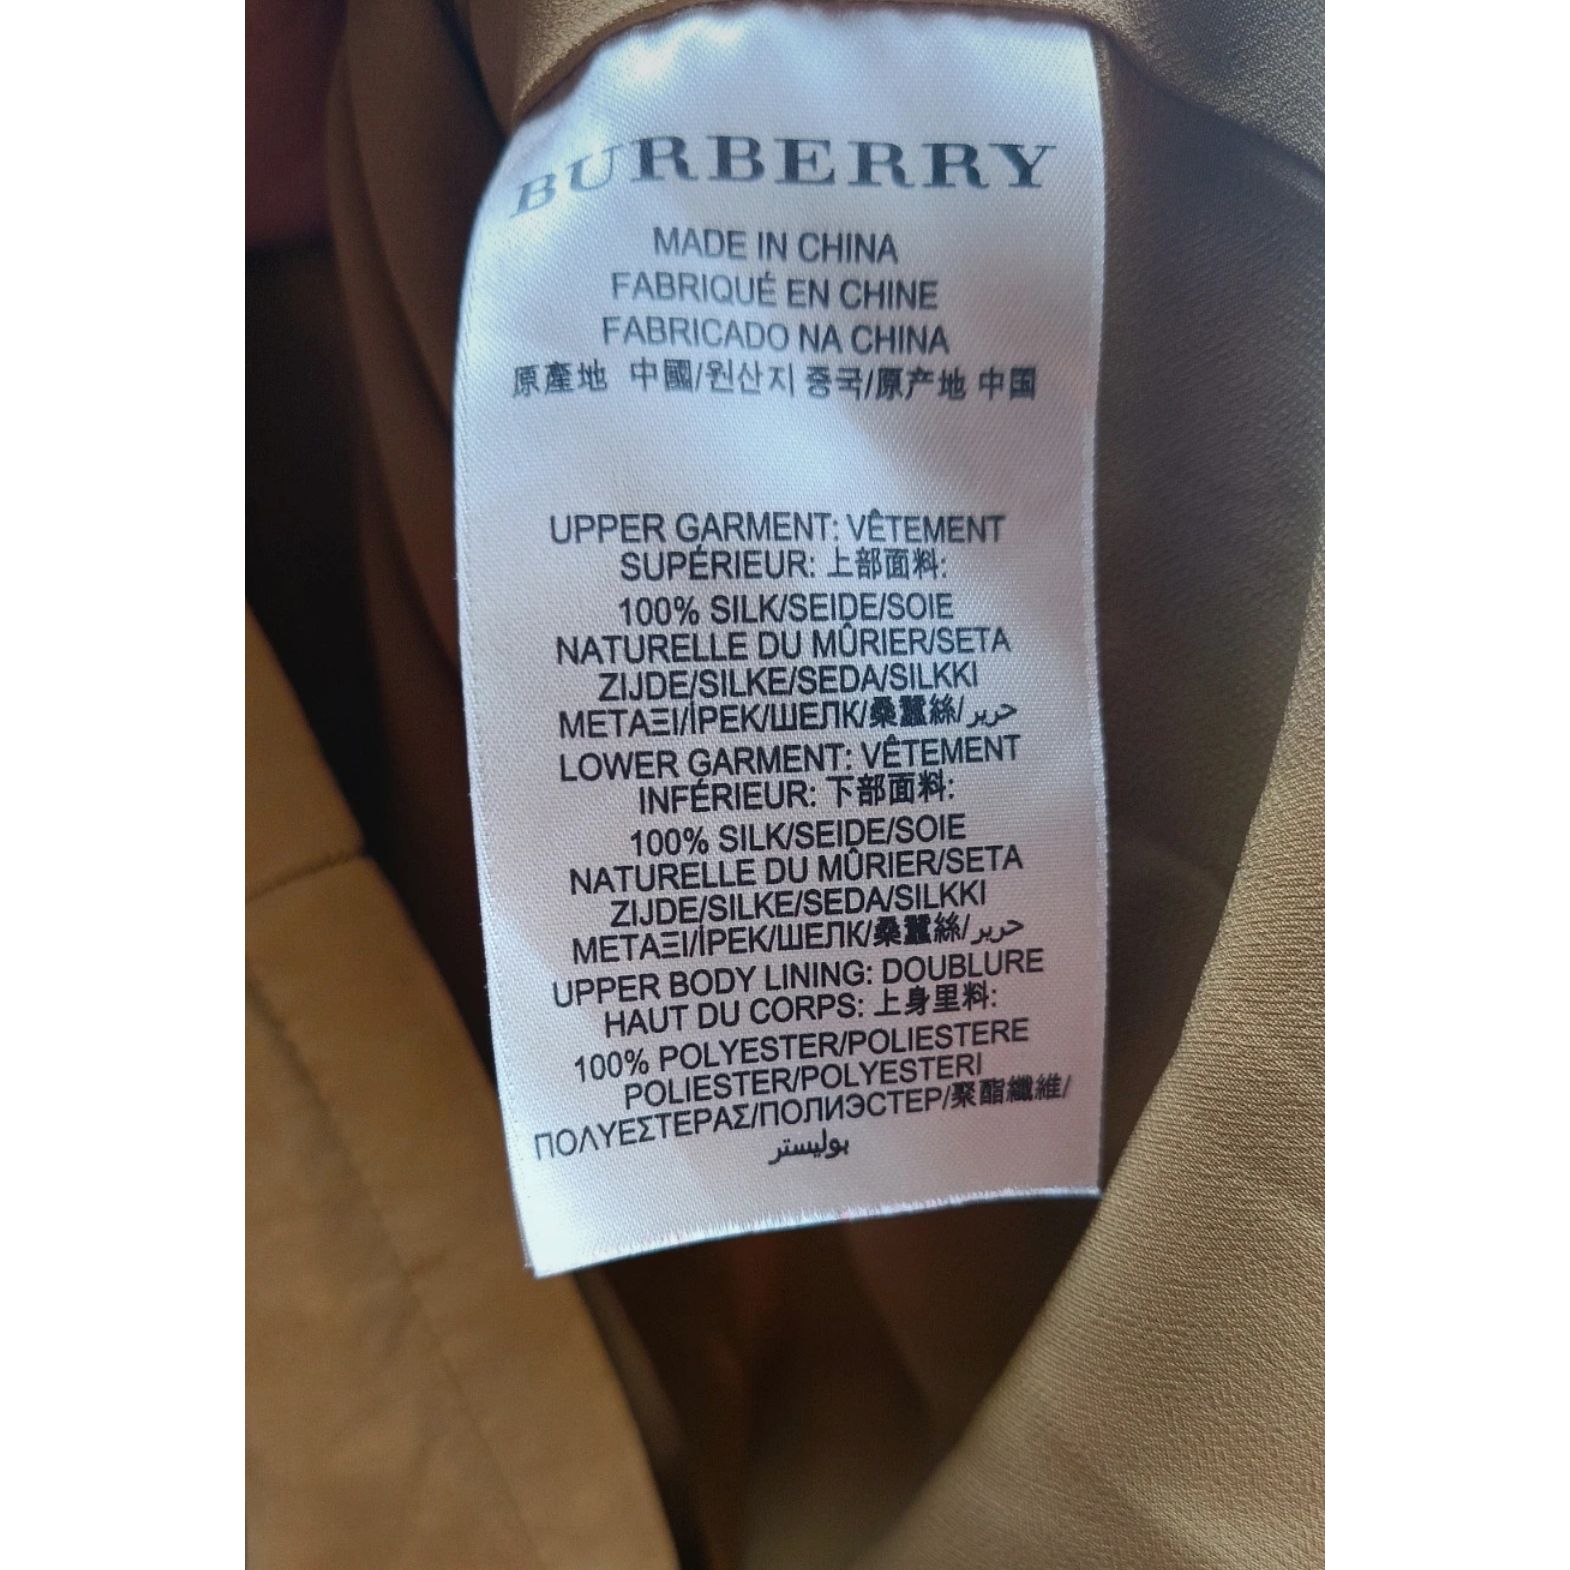 BURBERRY
MADE IN CHINA
FABRIQUÉ EN CHINE
FABRICADO NA CHINA
原產地 中國/원산지 중국/原产地 中国
UPPER GARMENT: VÊTEMENT
SUPÉRIEUR: 上部面料:
100% SILK/SEIDE/SOIE
NATURELLE DU MÛRIER/SETA
ZIJDE/SILKE/SEDA/SILKKI
ΜΕΤΑΞΙ/İPEK/ШЕЛК/桑蠶絲/حرير
LOWER GARMENT: VÊTEMENT
INFÉRIEUR: 下部面料:
100% SILK/SEIDE/SOIE
NATURELLE DU MÛRIER/SETA
ZIJDE/SILKE/SEDA/SILKKI
ΜΕΤΑΞΙ/İPEK/ШЕЛК/桑蠶絲/حرير
UPPER BODY LINING: DOUBLURE
HAUT DU CORPS: 上身里料:
100% POLYESTER/POLIESTERE
POLIESTER/POLYESTERI
ΠΟΛΥΕΣΤΕΡΑΣ/ПОЛИЭСТЕР/聚酯纖維/
بوليستر